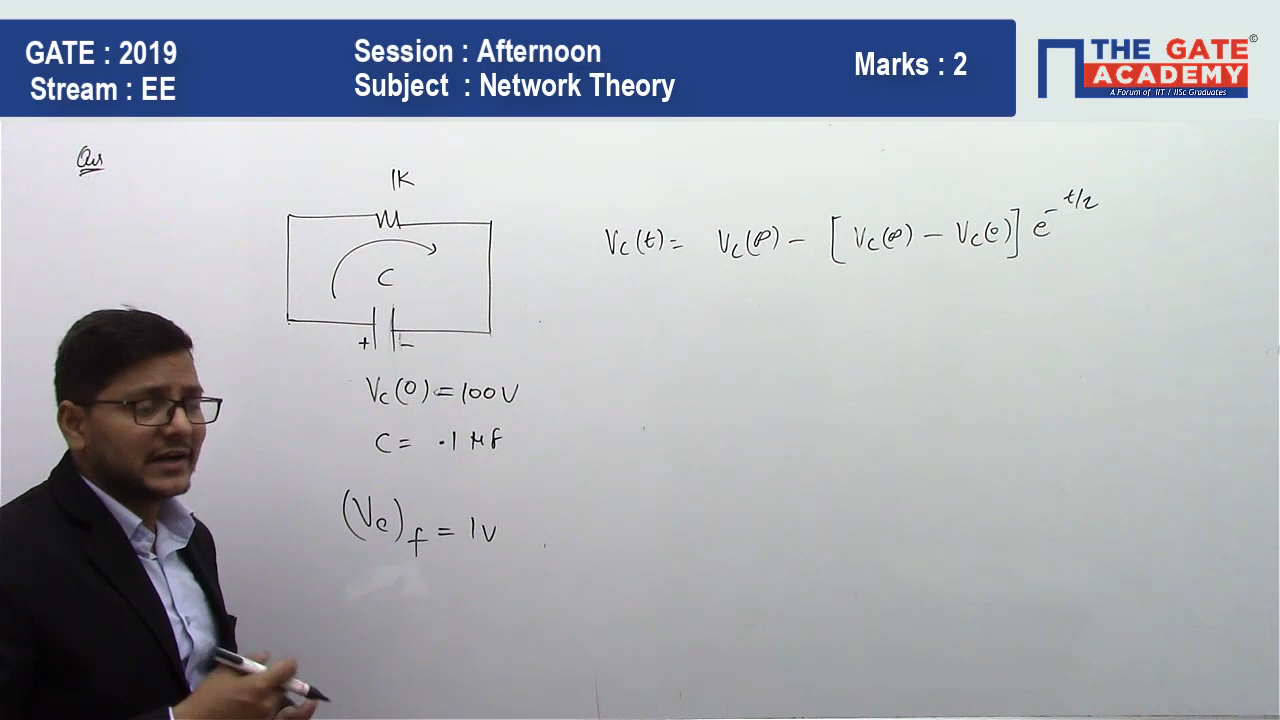 GATE : 2019
Stream : EE
Session : Afternoon
Subject : Network Theory
Marks : 2
THE GATE
ACADEMY
©
A Forum of IIT / IISc Graduates
Qus
1K
C
+ -
Vc(0) = 100V
C = .1 μf
(Vc)f = 1v
Vc(t) = Vc(∞) - [Vc(∞) - Vc(0)] e^-t/τ